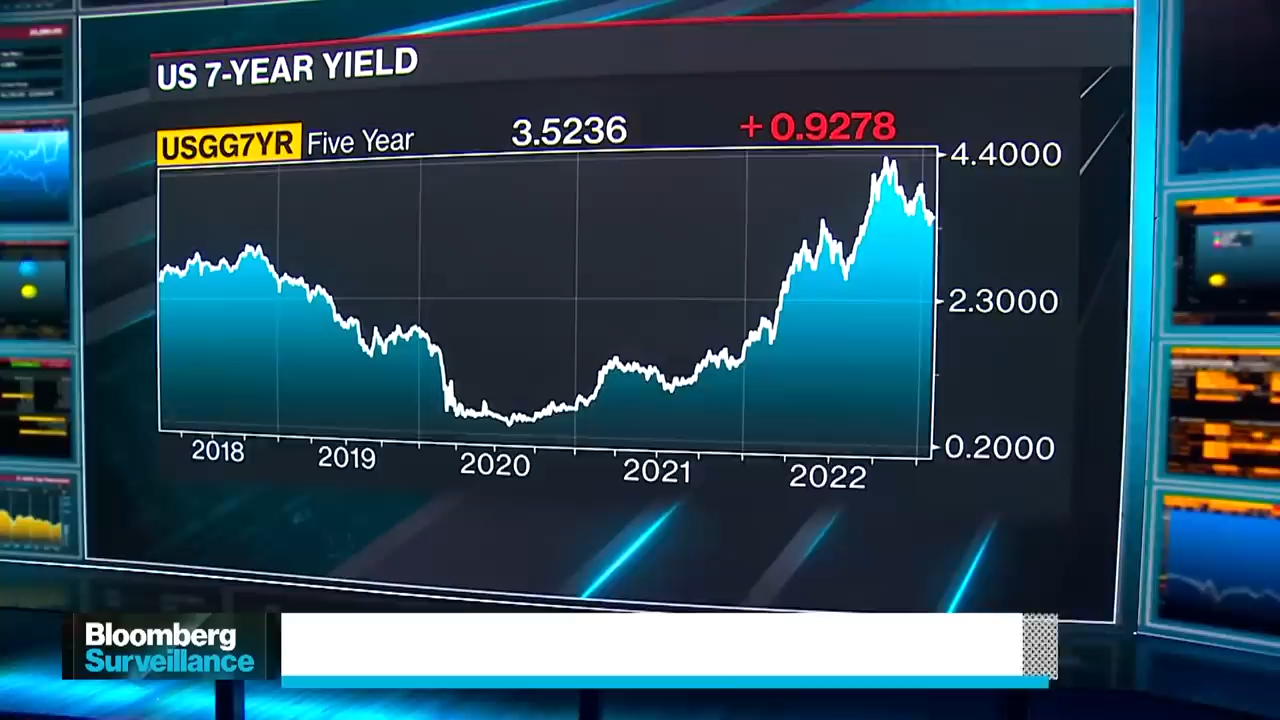 US 7-YEAR YIELD
USGG7YR Five Year 3.5236 +0.9278
4.4000
2.3000
0.2000
2018 2019 2020 2021 2022
Bloomberg
Surveillance